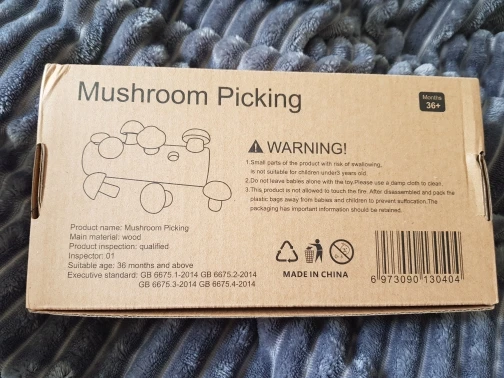 Mushroom Picking
Months
36+
WARNING!
1.Small parts of the product with risk of swallowing,
is not suitable for children under3 years old.
2.Do not leave babies alone with the toy.Please use a damp cloth to clean.
3.This product is not allowed to touch the fire. After disassembled and pack the
plastic bags away from babies and children to prevent suffocation.The
packaging has important information should be retained.
Product name: Mushroom Picking
Main material: wood
Product inspection: qualified
Inspector: 01
Suitable age: 36 months and above
Executive standard: GB 6675.1-2014 GB 6675.2-2014
GB 6675.3-2014 GB 6675.4-2014
MADE IN CHINA
6 973090 130404